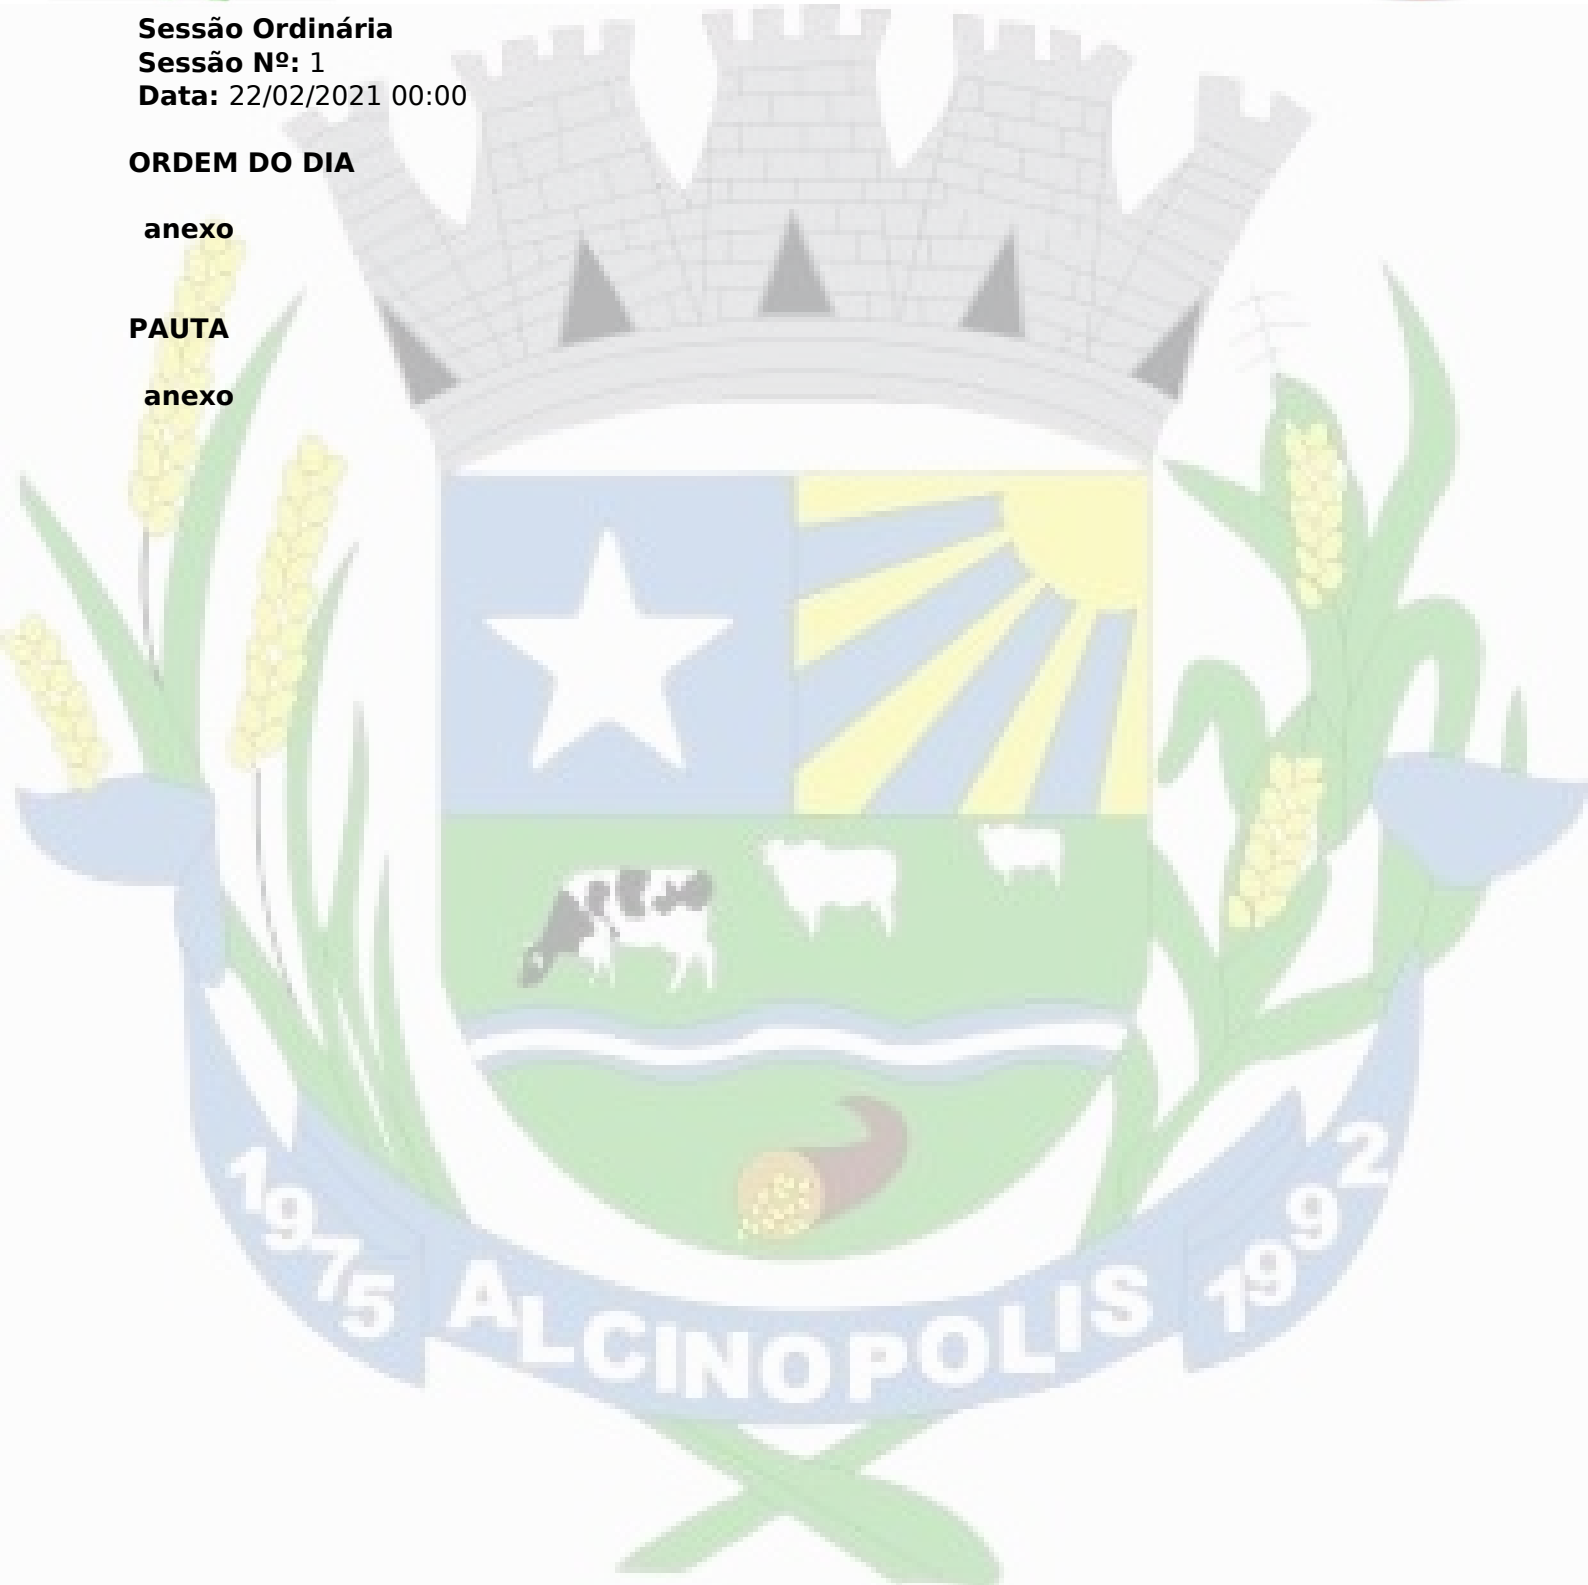 Sessão Ordinária
Sessão Nº: 1
Data: 22/02/2021 00:00
ORDEM DO DIA
anexo
PAUTA
anexo
1975
ALCINOPOLIS
1992